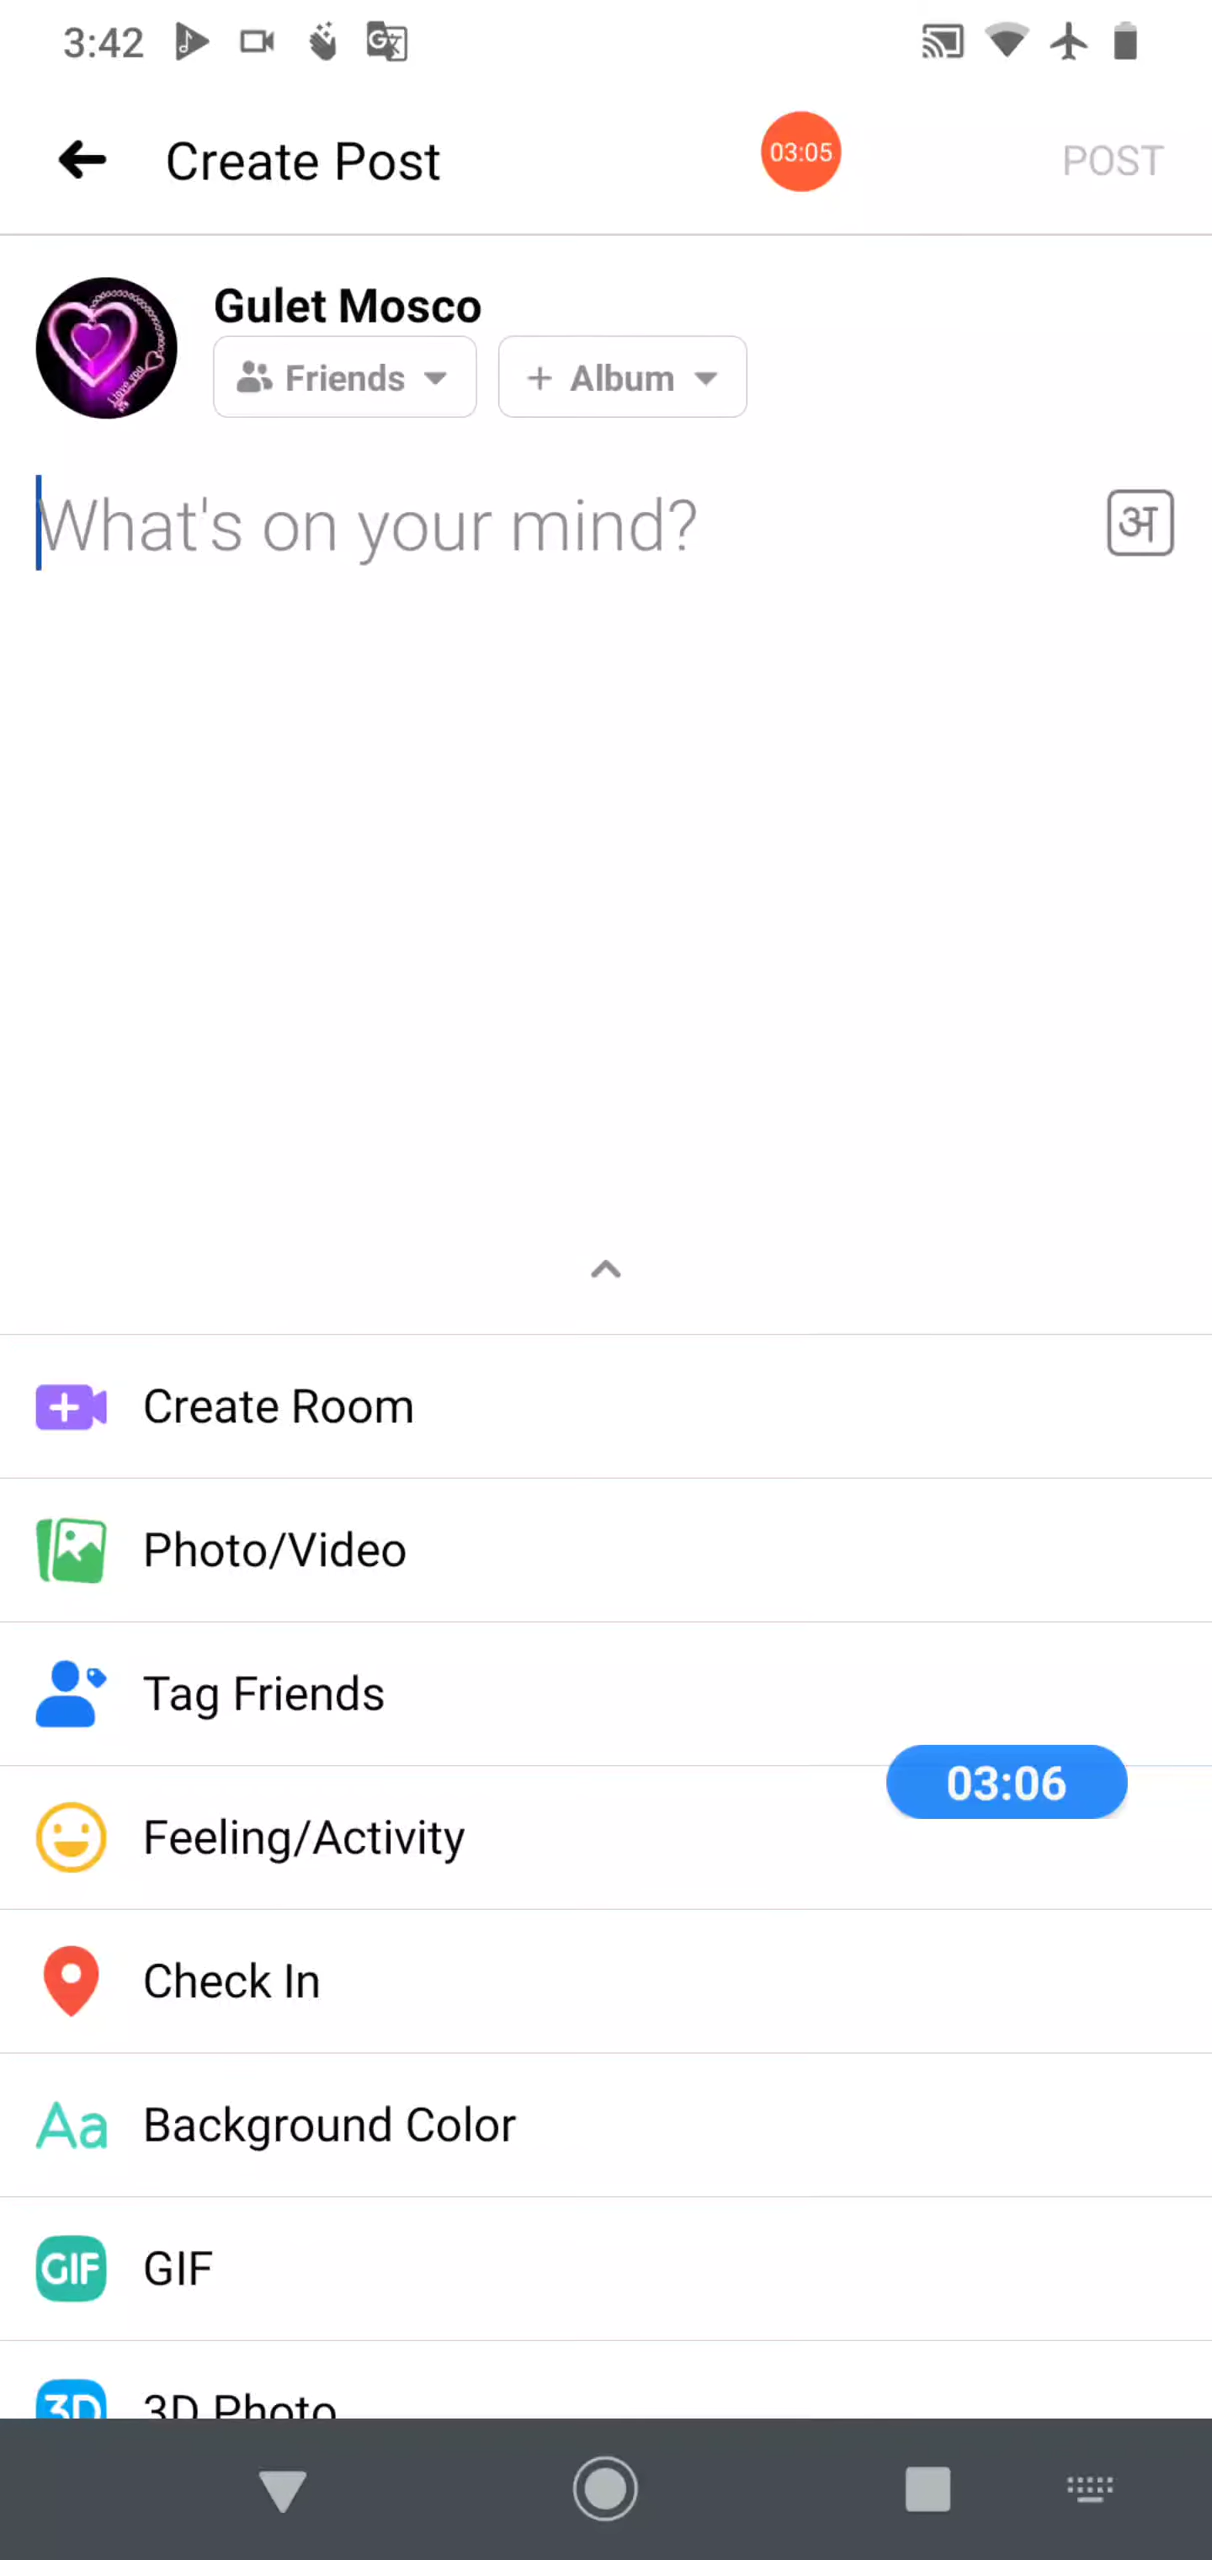 3:42
Create Post
03:05
POST
Gulet Mosco
Friends
+ Album
What's on your mind?
अ
Create Room
Photo/Video
Tag Friends
03:06
Feeling/Activity
Check In
Aa Background Color
GIF GIF
3D 3D Photo